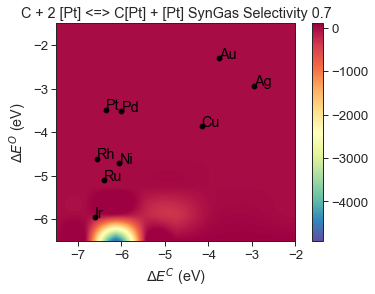 C + 2 [Pt] <=> C[Pt] + [Pt] SynGas Selectivity 0.7
ΔE^O (eV)
−2
−3
−4
−5
−6
Au
Ag
Pt
Pd
Cu
Rh
Ni
Ru
Ir
−7
−6
−5
−4
−3
−2
ΔE^C (eV)
0
−1000
−2000
−3000
−4000